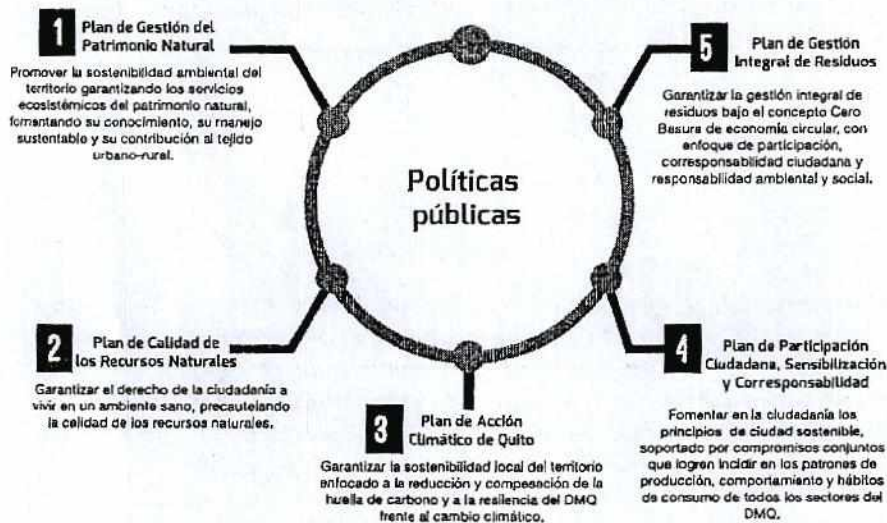 Políticas
públicas
1
Plan de Gestión del
Patrimonio Natural
Promover la sostenibilidad ambiental del
territorio garantizando los servicios
ecosistémicos del patrimonio natural,
fomentando su conocimiento, su manejo
sustentable y su contribución al tejido
urbano-rural.
2
Plan de Calidad de
los Recursos Naturales
Garantizar el derecho de la ciudadanía a
vivir en un ambiente sano, precautelando
la calidad de los recursos naturales.
3
Plan de Acción
Climático de Quito
Garantizar la sostenibilidad local del territorio
enfocado a la reducción y compesación de la
huella de carbono y a la resilencia del DMQ
frente al cambio climático.
4
Plan de Participación
Ciudadana, Sensibilización
y Corresponsabilidad
Fomentar en la ciudadanía los
principios de ciudad sostenible,
soportado por compromisos conjuntos
que logren incidir en los patrones de
producción, comportamiento y hábitos
de consumo de todos los sectores del
DMQ.
5
Plan de Gestión
Integral de Residuos
Garantizar la gestión integral de
residuos bajo el concepto Cero
Basura de economía circular, con
enfoque de participación,
corresponsabilidad ciudadana y
responsabilidad ambiental y social.